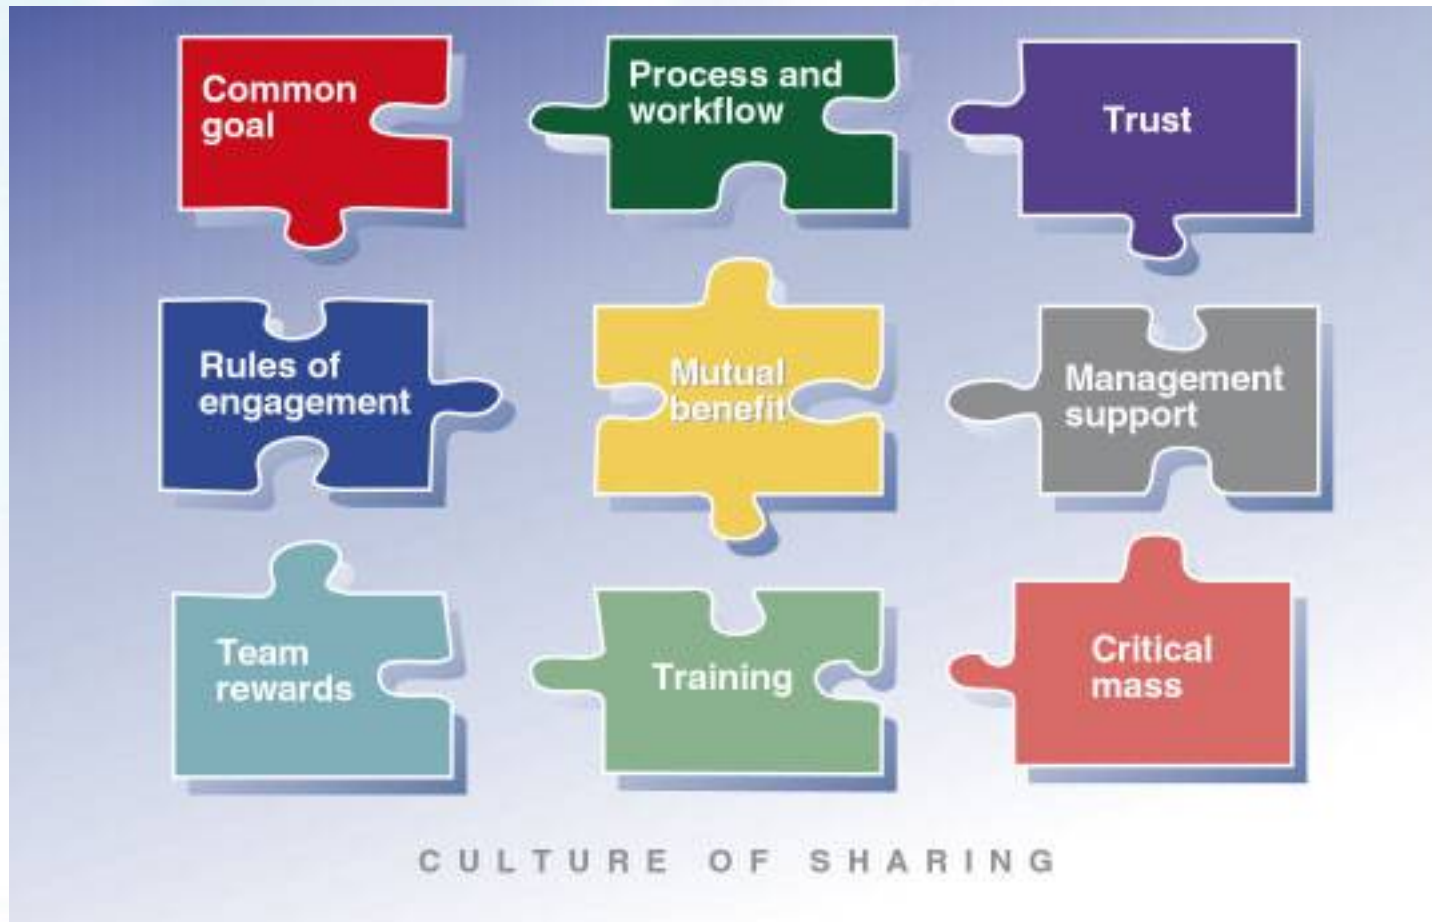 Common
goal
Process and
workflow
Trust
Rules of
engagement
Mutual
benefit
Management
support
Team
rewards
Training
Critical
mass
CULTURE OF SHARING